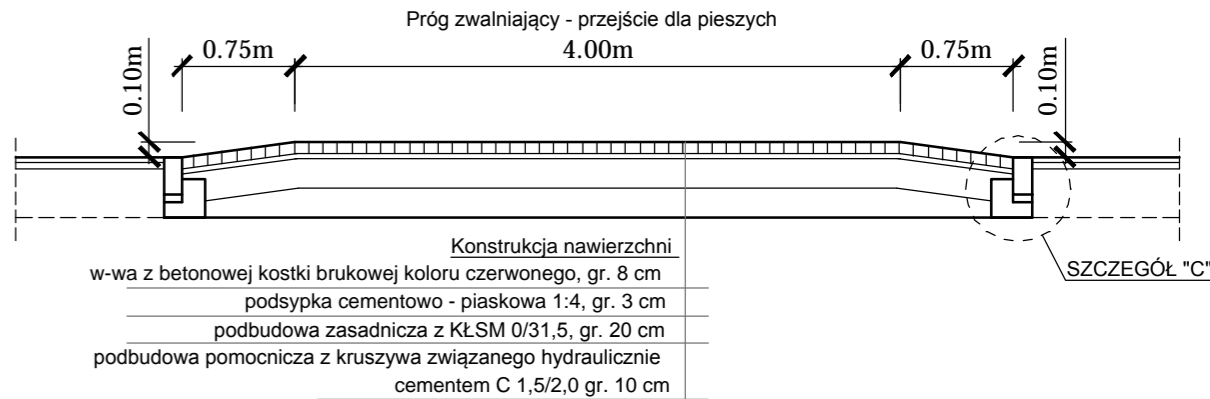 Próg zwalniający - przejście dla pieszych
0.75m
4.00m
0.75m
0.10m
0.10m
Konstrukcja nawierzchni
w-wa z betonowej kostki brukowej koloru czerwonego, gr. 8 cm
podsypka cementowo - piaskowa 1:4, gr. 3 cm
podbudowa zasadnicza z KŁSM 0/31,5, gr. 20 cm
podbudowa pomocnicza z kruszywa związanego hydraulicznie
cementem C 1,5/2,0 gr. 10 cm
SZCZEGÓŁ "C"